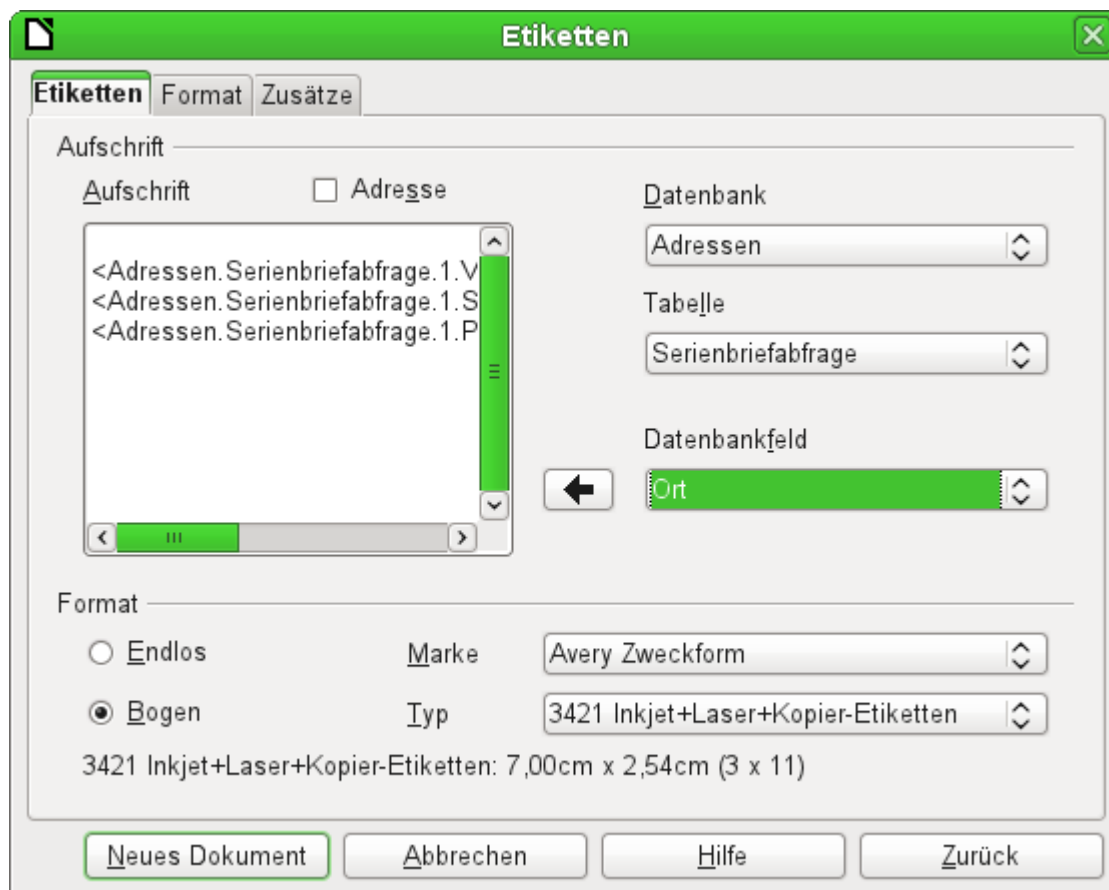 Etiketten
Etiketten Format Zusätze
Aufschrift
Aufschrift Adresse
<Adressen.Serienbriefabfrage.1.V
<Adressen.Serienbriefabfrage.1.S
<Adressen.Serienbriefabfrage.1.P
Datenbank
Adressen
Tabelle
Serienbriefabfrage
Datenbankfeld
Ort
Format
Endlos
Marke Avery Zweckform
Bogen
Typ 3421 Inkjet+Laser+Kopier-Etiketten
3421 Inkjet+Laser+Kopier-Etiketten: 7,00cm x 2,54cm (3 x 11)
Neues Dokument Abbrechen Hilfe Zurück